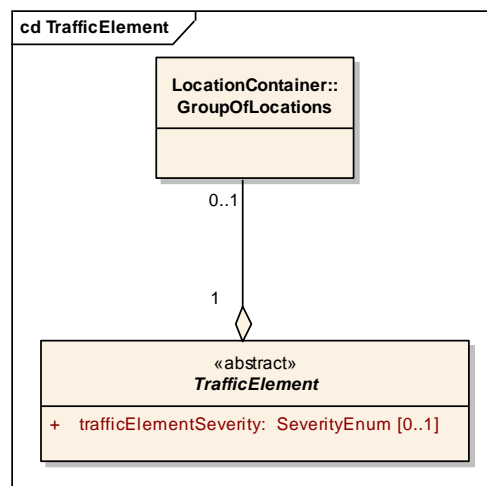 cd TrafficElement
LocationContainer::
GroupOfLocations
0..1
1
«abstract»
TrafficElement
+ trafficElementSeverity: SeverityEnum [0..1]